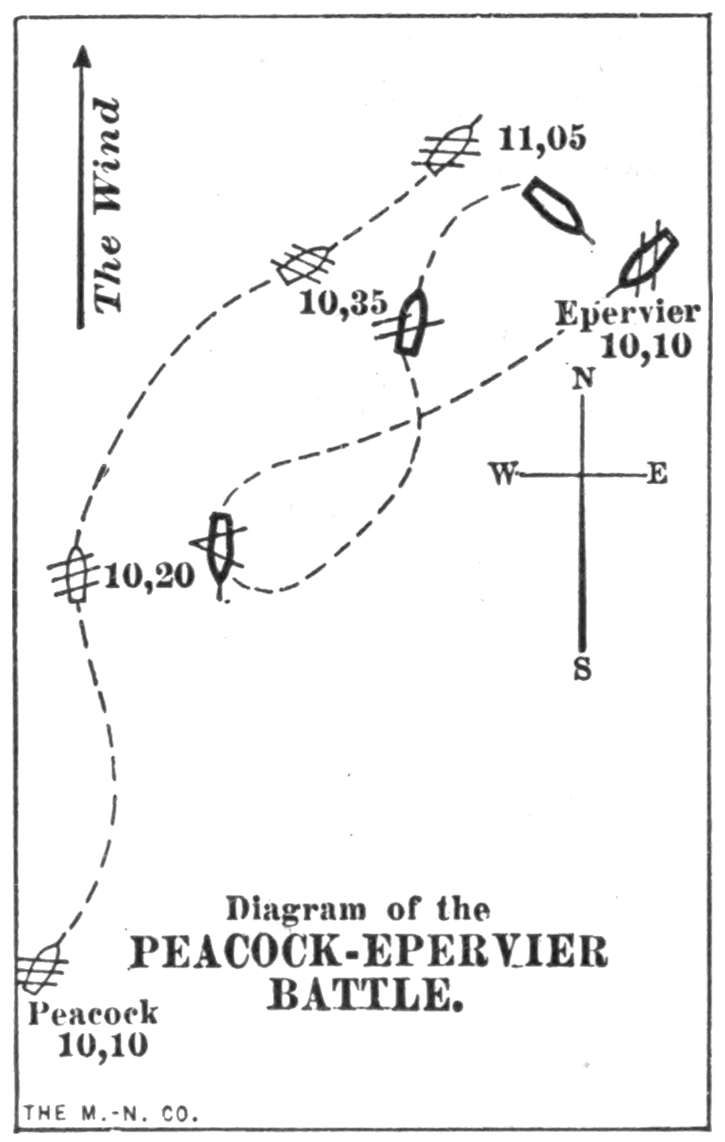 The Wind
11,05
10,35
Epervier
10,10
N
W E
10,20
S
Diagram of the
PEACOCK-EPERVIER
BATTLE.
Peacock
10,10
THE M.-N. CO.